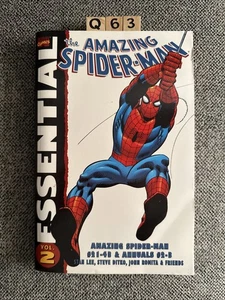 Q 63
MARVEL
ESSENTIAL
VOL. 2
The AMAZING
SPIDER-MAN
AMAZING SPIDER-MAN
#21-43 & ANNUALS #2-3
STAN LEE, STEVE DITKO, JOHN ROMITA & FRIENDS